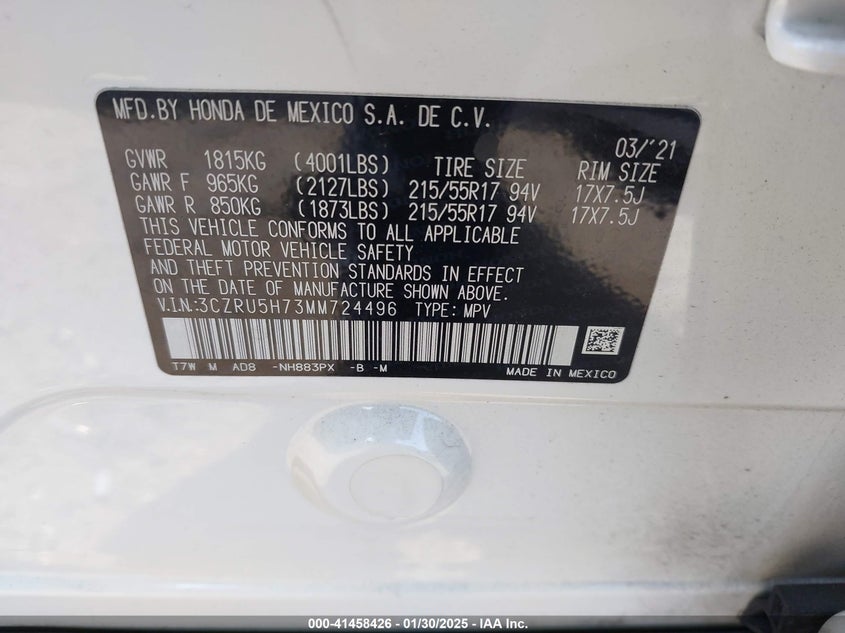 MFD.BY HONDA DE MEXICO S.A. DE C.V.
03/'21
GVWR 1815KG (4001LBS) TIRE SIZE RIM SIZE
GAWR F 965KG (2127LBS) 215/55R17 94V 17X7.5J
GAWR R 850KG (1873LBS) 215/55R17 94V 17X7.5J
THIS VEHICLE CONFORMS TO ALL APPLICABLE
FEDERAL MOTOR VEHICLE SAFETY
AND THEFT PREVENTION STANDARDS IN EFFECT
ON THE DATE OF MANUFACTURE SHOWN ABOVE.
V.I.N:3CZRU5H73MM724496 TYPE: MPV
T7W M AD8 -NH883PX -B -M
MADE IN MEXICO
000-41458426 - 01/30/2025 - IAA Inc.